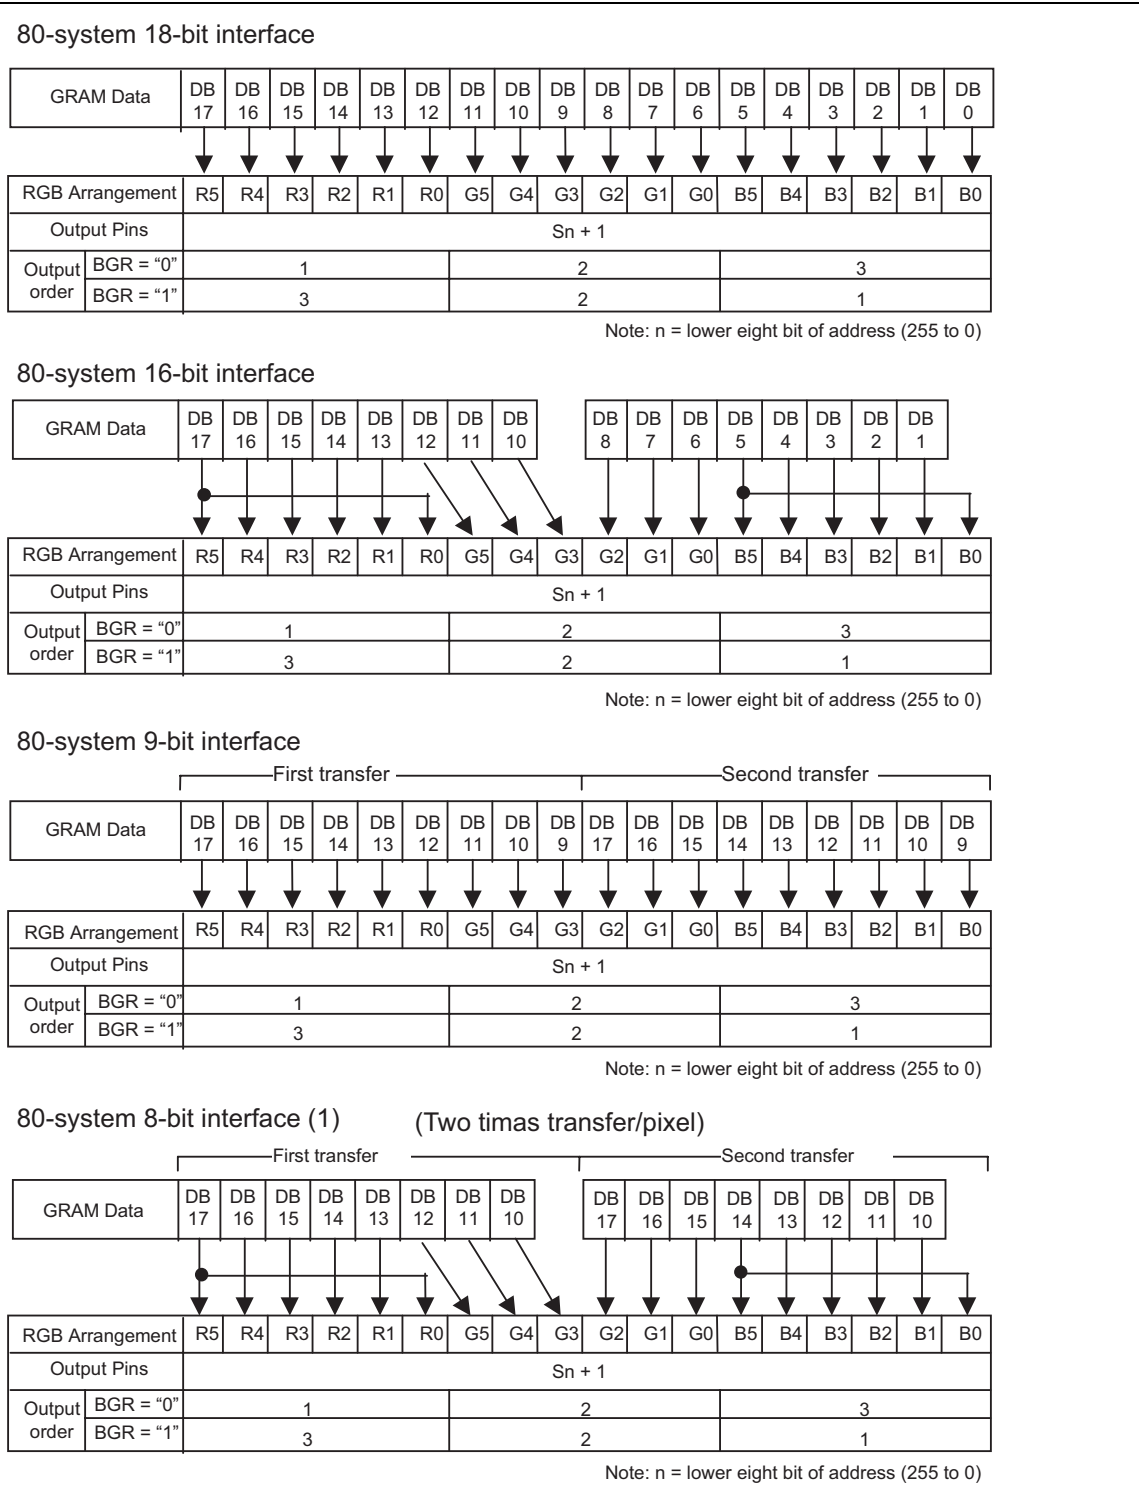 80-system 18-bit interface
GRAM Data DB 17 DB 16 DB 15 DB 14 DB 13 DB 12 DB 11 DB 10 DB 9 DB 8 DB 7 DB 6 DB 5 DB 4 DB 3 DB 2 DB 1 DB 0
RGB Arrangement R5 R4 R3 R2 R1 R0 G5 G4 G3 G2 G1 G0 B5 B4 B3 B2 B1 B0
Output Pins Sn + 1
Output order BGR = “0” 1 2 3
BGR = “1” 3 2 1
Note: n = lower eight bit of address (255 to 0)
80-system 16-bit interface
GRAM Data DB 17 DB 16 DB 15 DB 14 DB 13 DB 12 DB 11 DB 10 DB 8 DB 7 DB 6 DB 5 DB 4 DB 3 DB 2 DB 1
RGB Arrangement R5 R4 R3 R2 R1 R0 G5 G4 G3 G2 G1 G0 B5 B4 B3 B2 B1 B0
Output Pins Sn + 1
Output order BGR = “0” 1 2 3
BGR = “1” 3 2 1
Note: n = lower eight bit of address (255 to 0)
80-system 9-bit interface
First transfer Second transfer
GRAM Data DB 17 DB 16 DB 15 DB 14 DB 13 DB 12 DB 11 DB 10 DB 9 DB 17 DB 16 DB 15 DB 14 DB 13 DB 12 DB 11 DB 10 DB 9
RGB Arrangement R5 R4 R3 R2 R1 R0 G5 G4 G3 G2 G1 G0 B5 B4 B3 B2 B1 B0
Output Pins Sn + 1
Output order BGR = “0” 1 2 3
BGR = “1” 3 2 1
Note: n = lower eight bit of address (255 to 0)
80-system 8-bit interface (1) (Two timas transfer/pixel)
First transfer Second transfer
GRAM Data DB 17 DB 16 DB 15 DB 14 DB 13 DB 12 DB 11 DB 10 DB 17 DB 16 DB 15 DB 14 DB 13 DB 12 DB 11 DB 10
RGB Arrangement R5 R4 R3 R2 R1 R0 G5 G4 G3 G2 G1 G0 B5 B4 B3 B2 B1 B0
Output Pins Sn + 1
Output order BGR = “0” 1 2 3
BGR = “1” 3 2 1
Note: n = lower eight bit of address (255 to 0)